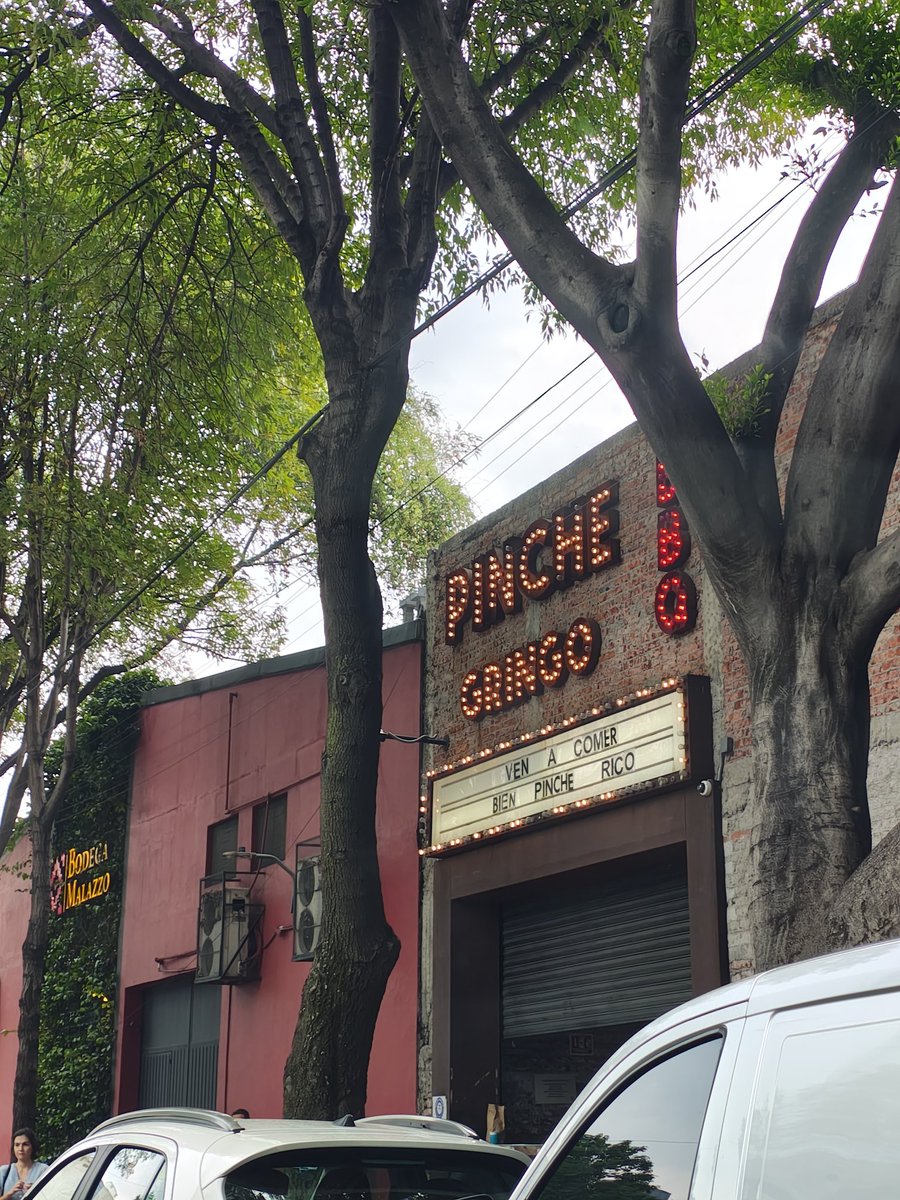 PINCHE
GRINGO
BBQ
VEN A COMER
BIEN PINCHE RICO
BODEGA
MALAZZO